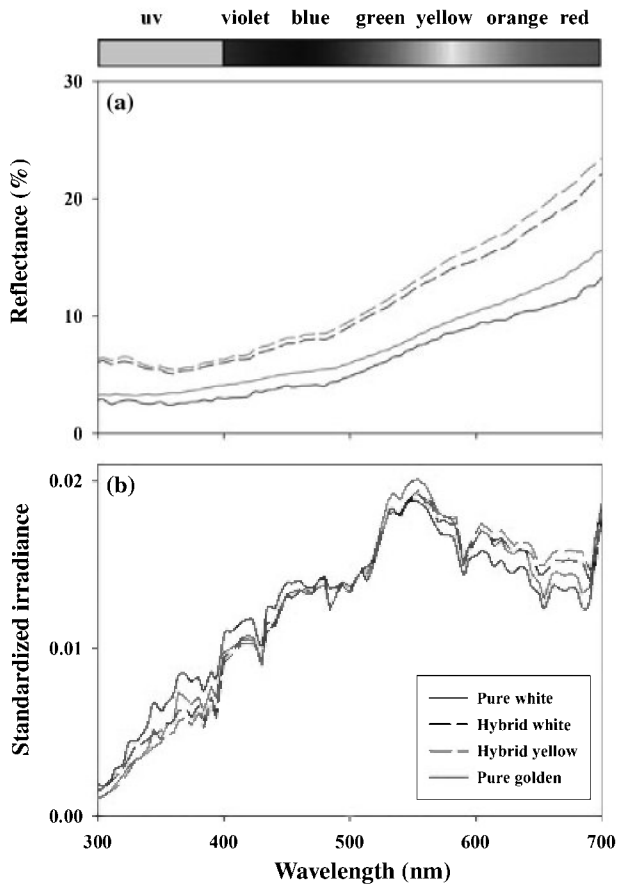 uv violet blue green yellow orange red
(a)
Reflectance (%)
30
20
10
0
(b)
Standardized irradiance
0.02
0.01
0.00
Pure white
Hybrid white
Hybrid yellow
Pure golden
300 400 500 600 700
Wavelength (nm)